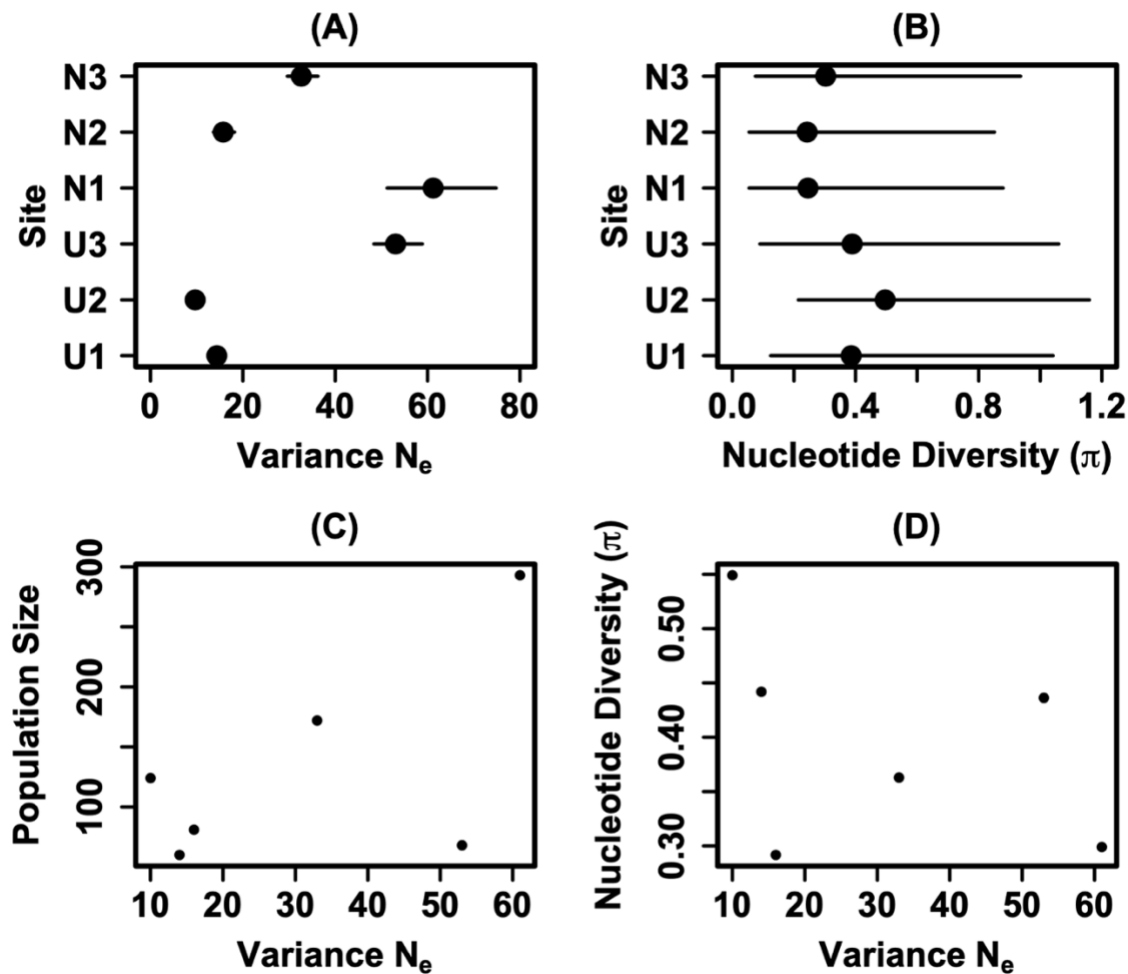 (A)
N3
N2
N1
U3
U2
U1
Site
0 20 40 60 80
Variance Ne
(B)
N3
N2
N1
U3
U2
U1
Site
0.0 0.4 0.8 1.2
Nucleotide Diversity (π)
(C)
300
200
100
Population Size
10 20 30 40 50 60
Variance Ne
(D)
0.50
0.40
0.30
Nucleotide Diversity (π)
10 20 30 40 50 60
Variance Ne